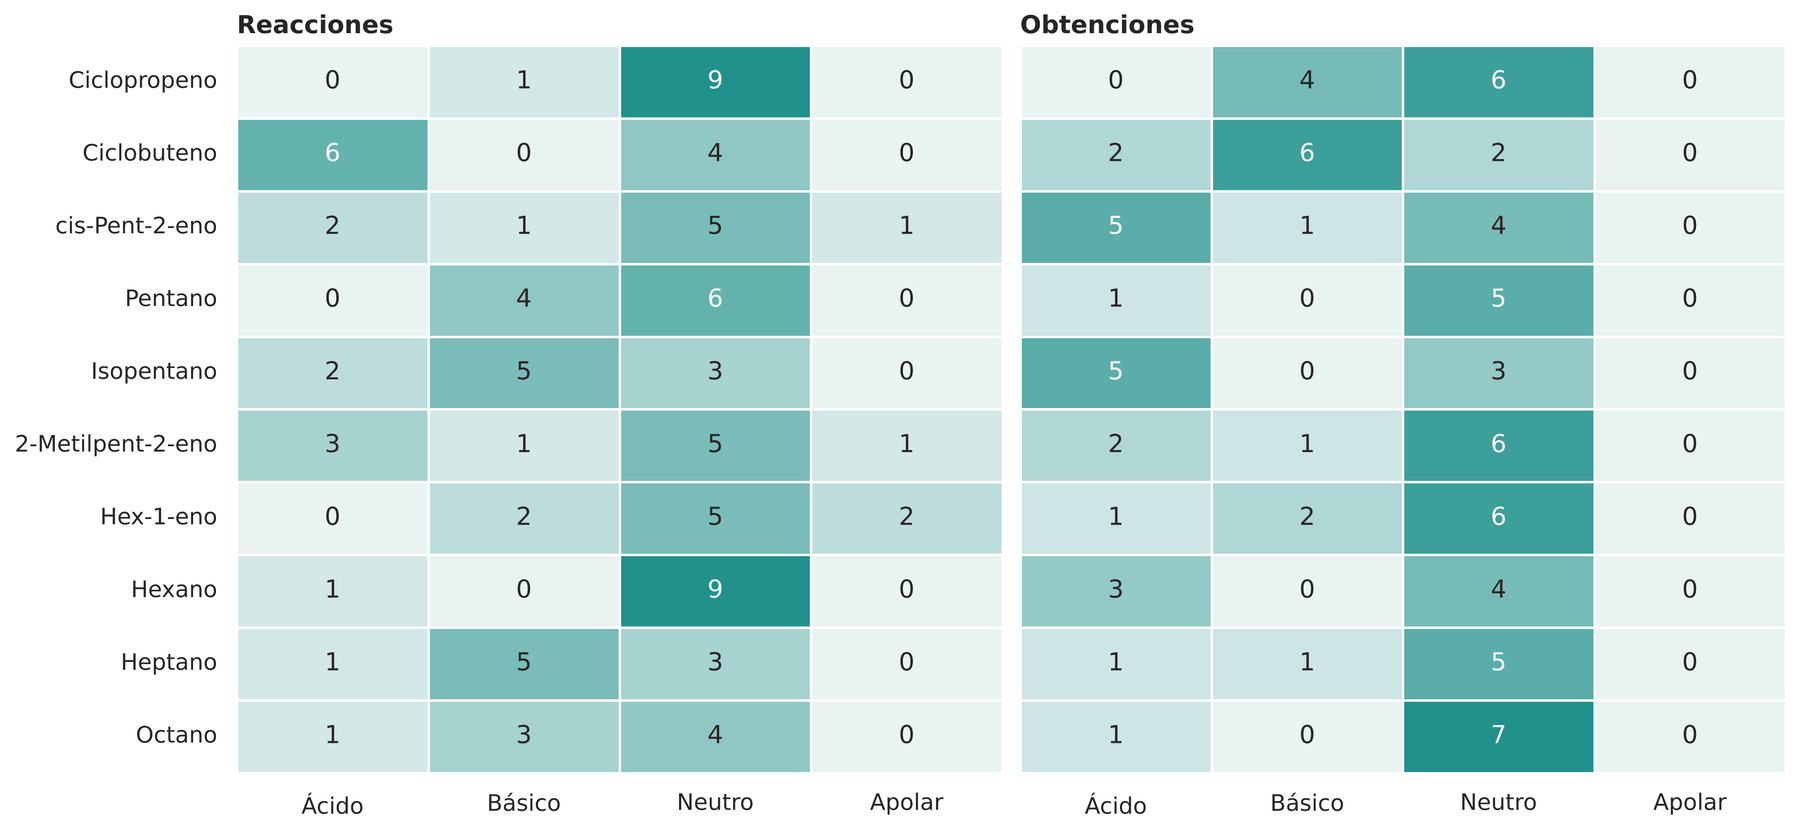 Reacciones Obtenciones
Ciclopropeno 0 1 9 0 0 4 6 0
Ciclobuteno 6 0 4 0 2 6 2 0
cis-Pent-2-eno 2 1 5 1 5 1 4 0
Pentano 0 4 6 0 1 0 5 0
Isopentano 2 5 3 0 5 0 3 0
2-Metilpent-2-eno 3 1 5 1 2 1 6 0
Hex-1-eno 0 2 5 2 1 2 6 0
Hexano 1 0 9 0 3 0 4 0
Heptano 1 5 3 0 1 1 5 0
Octano 1 3 4 0 1 0 7 0
Ácido Básico Neutro Apolar Ácido Básico Neutro Apolar